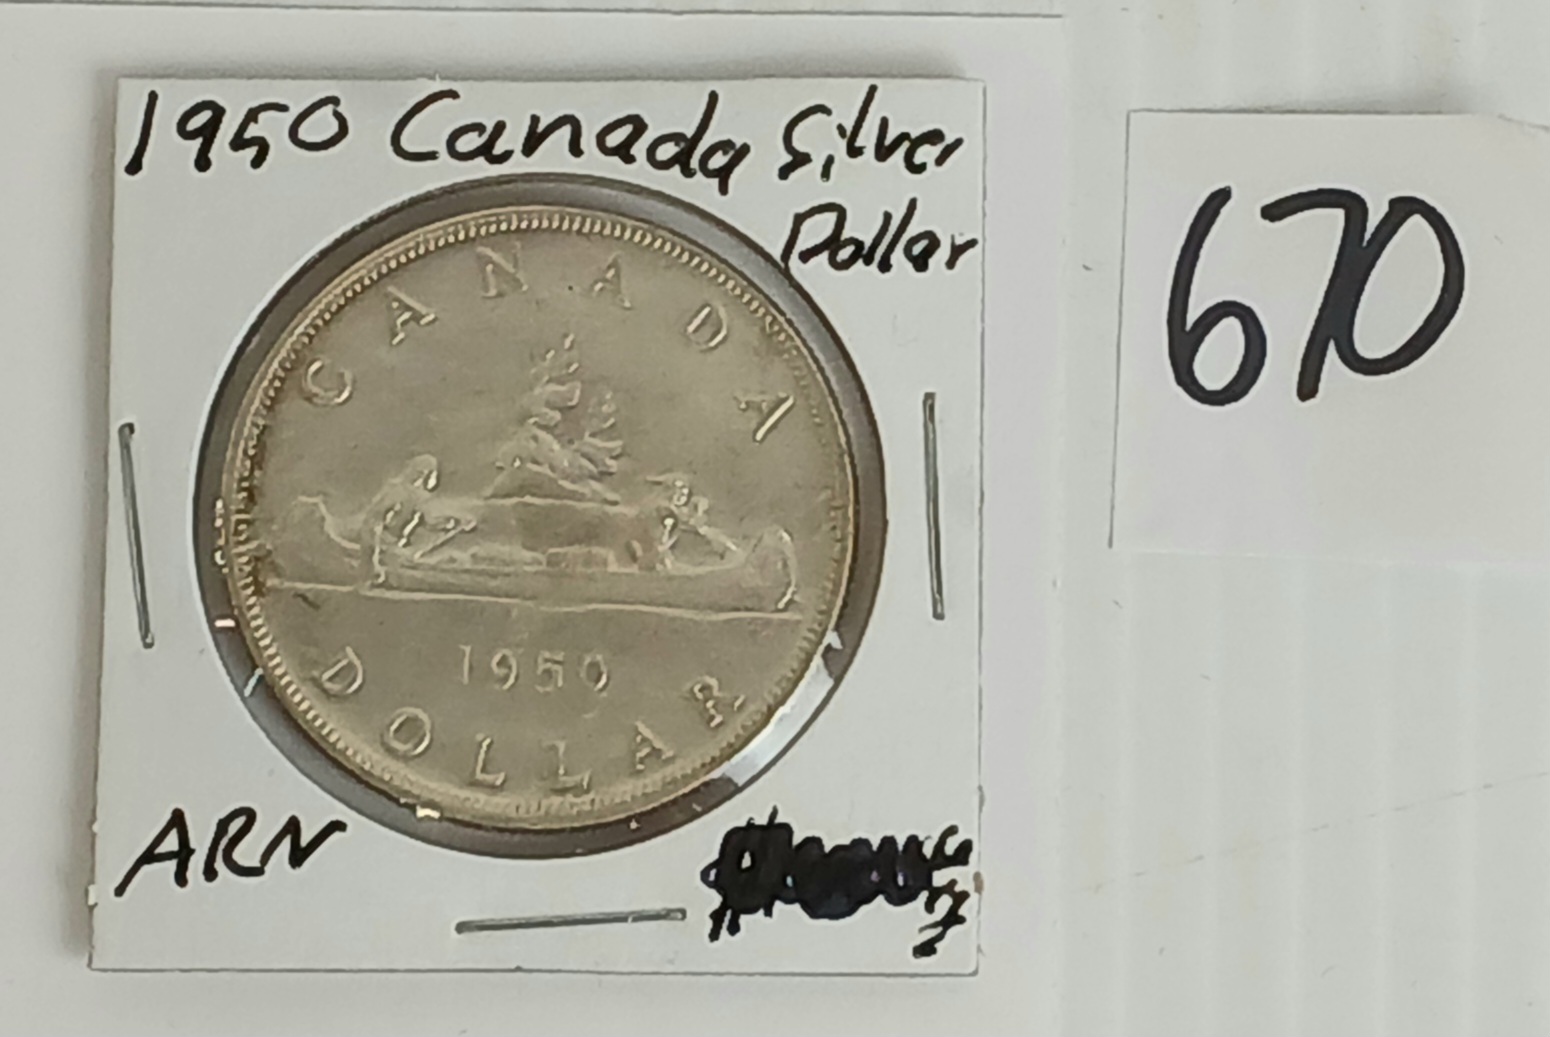 1950 Canada Silver
Dollar
670
CANADA
1950
DOLLAR
ARN